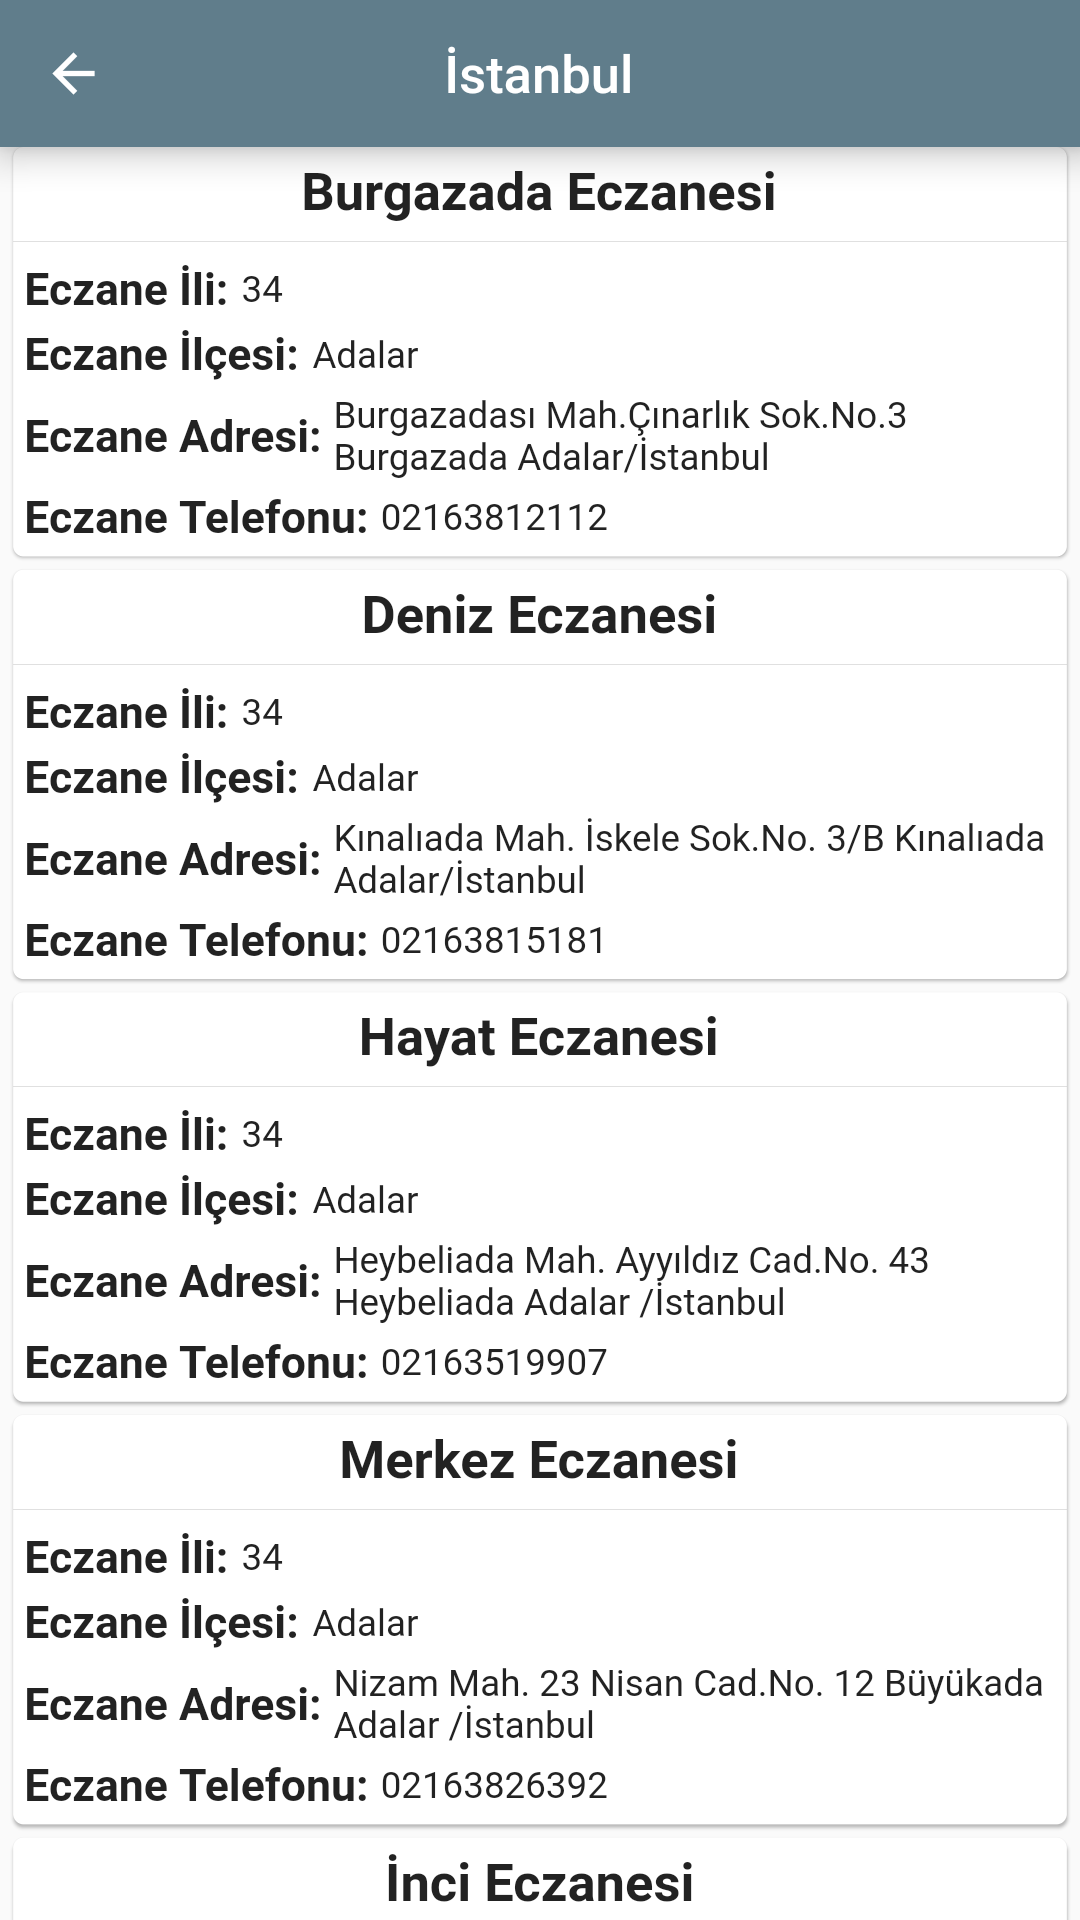 İstanbul
Burgazada Eczanesi
Eczane İli: 34
Eczane İlçesi: Adalar
Eczane Adresi: Burgazadası Mah.Çınarlık Sok.No.3
Burgazada Adalar/İstanbul
Eczane Telefonu: 02163812112
Deniz Eczanesi
Eczane İli: 34
Eczane İlçesi: Adalar
Eczane Adresi: Kınalıada Mah. İskele Sok.No. 3/B Kınalıada
Adalar/İstanbul
Eczane Telefonu: 02163815181
Hayat Eczanesi
Eczane İli: 34
Eczane İlçesi: Adalar
Eczane Adresi: Heybeliada Mah. Ayyıldız Cad.No. 43
Heybeliada Adalar /İstanbul
Eczane Telefonu: 02163519907
Merkez Eczanesi
Eczane İli: 34
Eczane İlçesi: Adalar
Eczane Adresi: Nizam Mah. 23 Nisan Cad.No. 12 Büyükada
Adalar /İstanbul
Eczane Telefonu: 02163826392
İnci Eczanesi